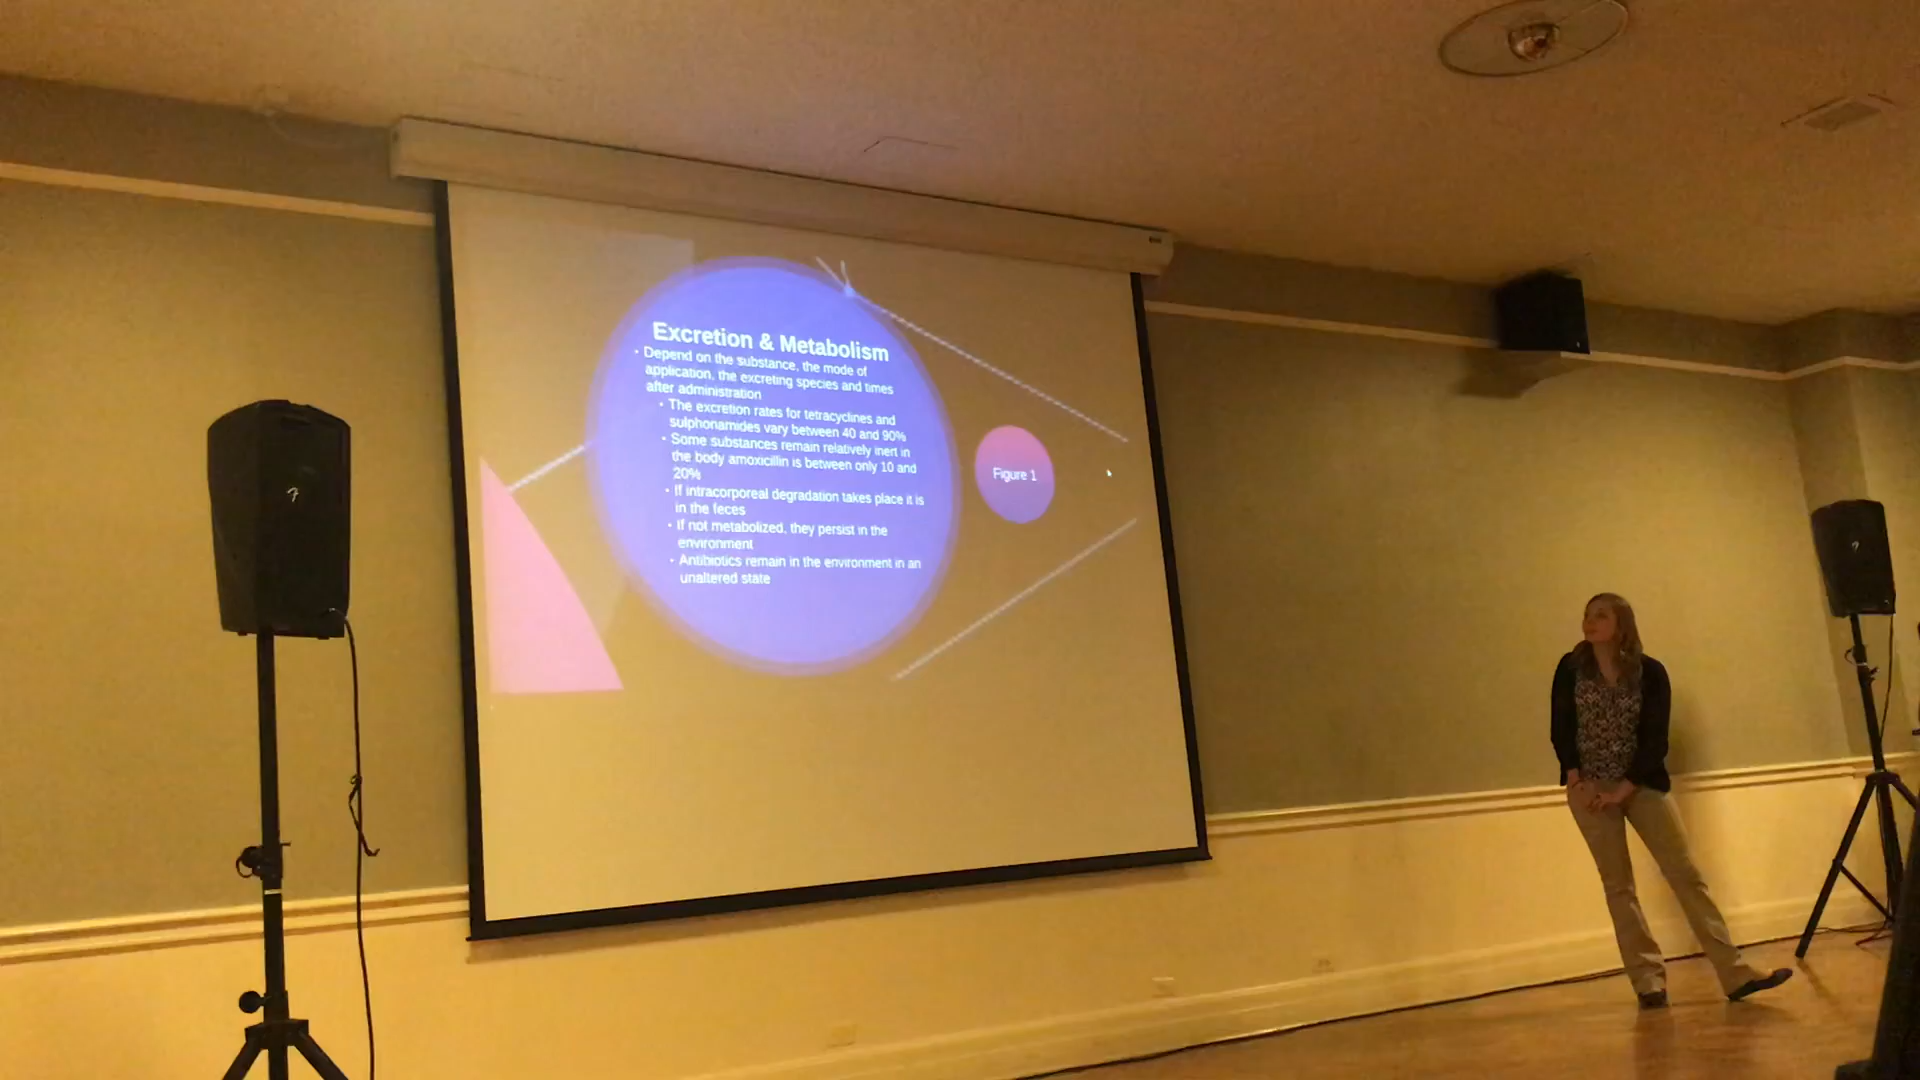 Excretion & Metabolism
• Depend on the substance, the mode of
application, the excreting species and times
after administration
• The excretion rates for tetracyclines and
sulphonamides vary between 40 and 90%
• Some substances remain relatively inert in
the body amoxicillin is between only 10 and
20%
• If intracorporeal degradation takes place it is
in the feces
• If not metabolized, they persist in the
environment
• Antibiotics remain in the environment in an
unaltered state
Figure 1